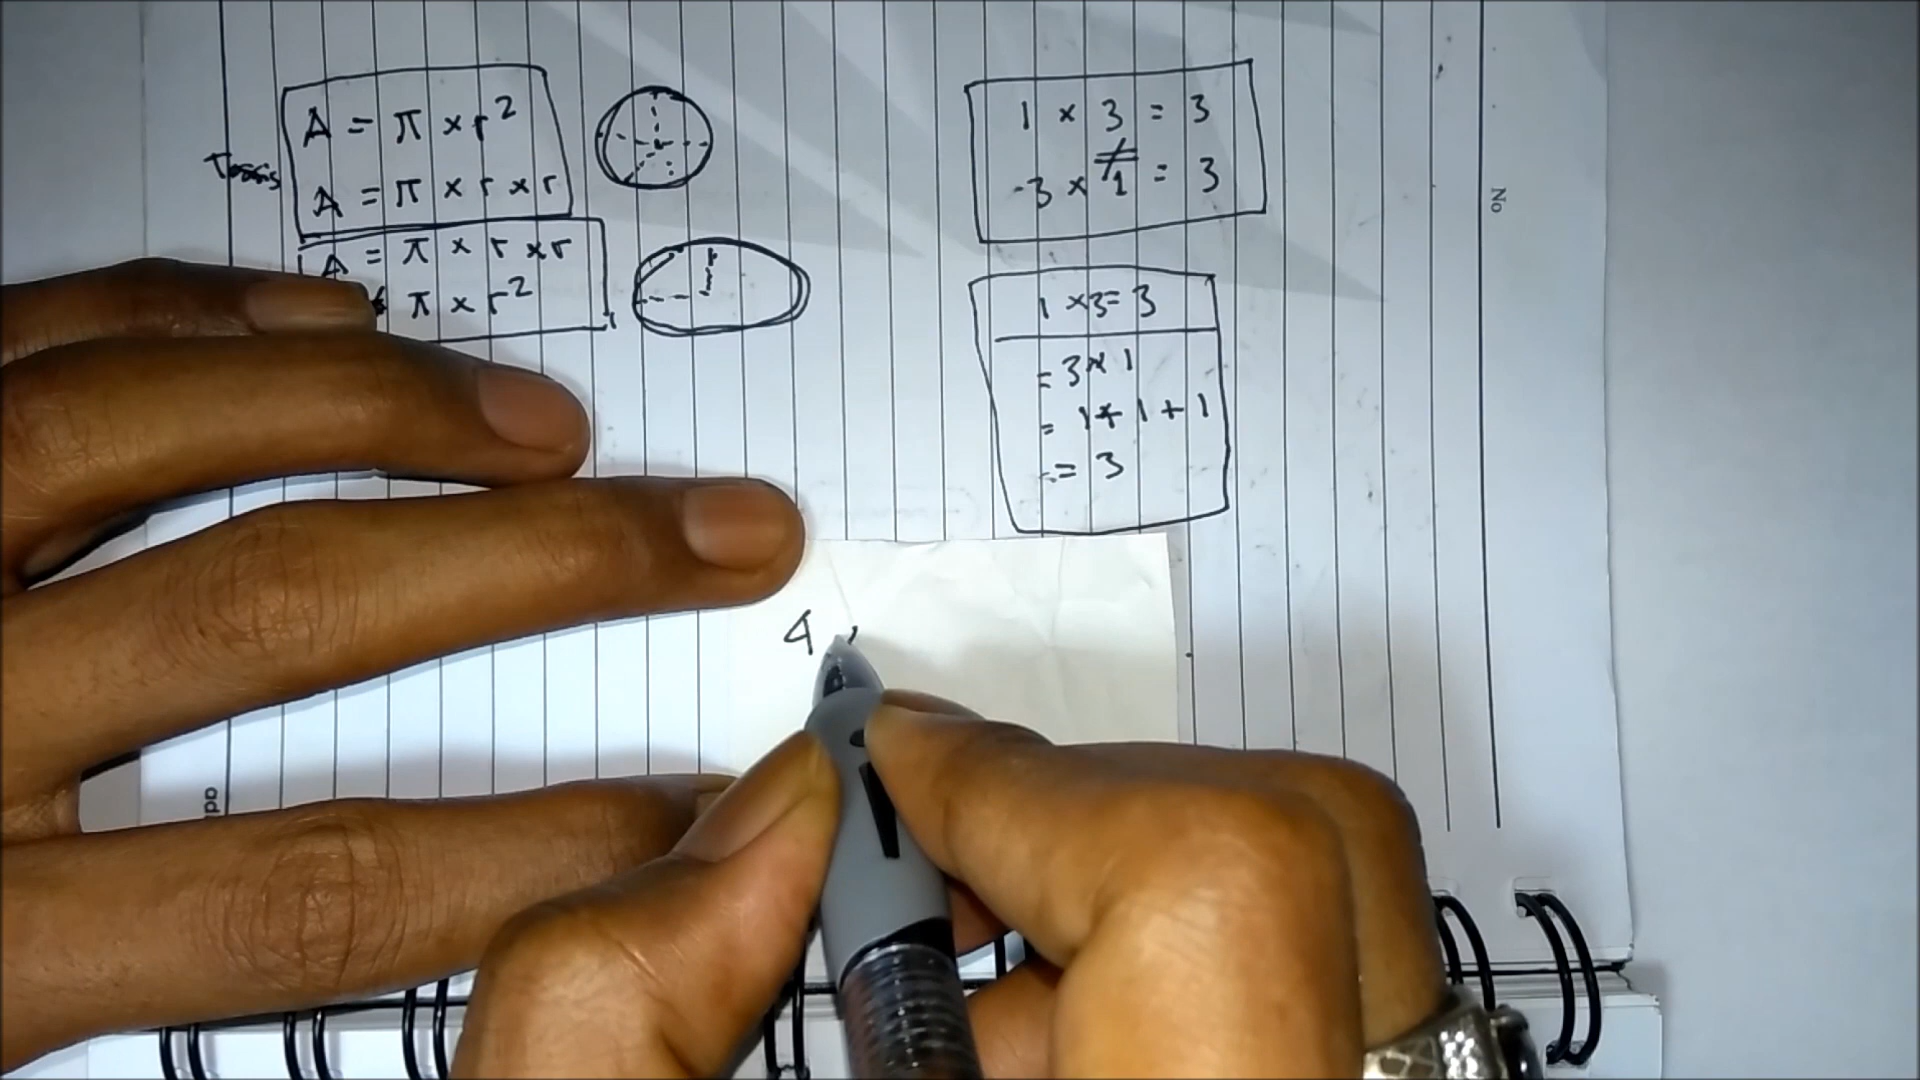 A = π × r²
A = π × r × r
A = π × r × r
π × r²
1 × 3 = 3
≠
3 × 1 = 3
1 × 3 = 3
= 3 × 1
= 1 + 1 + 1
= 3
4
No